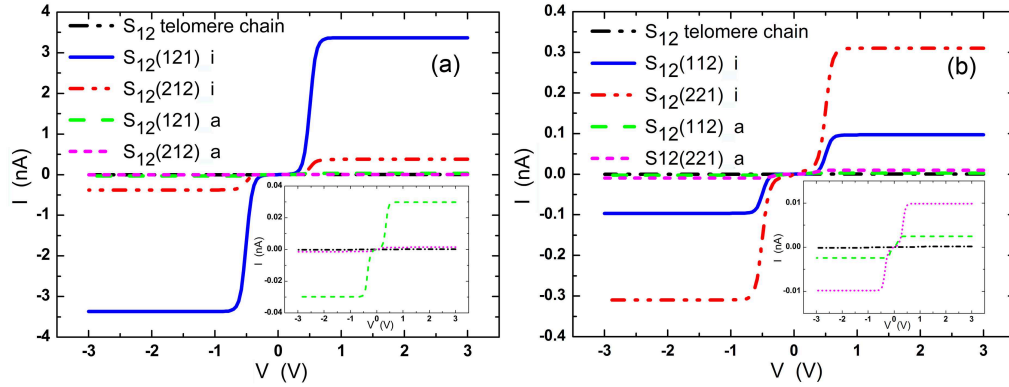 S12 telomere chain
S12(121) i
S12(212) i
S12(121) a
S12(212) a
(a)
I (nA)
4
3
2
1
0
-1
-2
-3
4
-3 -2 -1 0 1 2 3
V (V)
I (nA)
0.04
0.02
0.00
-0.02
-0.04
-3 -2 -1 0 1 2 3
V (V)
S12 telomere chain
S12(112) i
S12(221) i
S12(112) a
S12(221) a
(b)
I (nA)
0.4
0.3
0.2
0.1
0.0
-0.1
-0.2
-0.3
0.4
-3 -2 -1 0 1 2 3
V (V)
I (nA)
0.01
0.00
-0.01
-3 -2 -1 0 1 2 3
V (V)